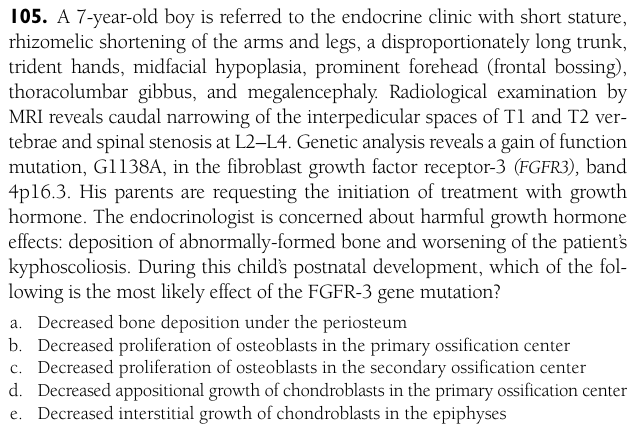 105. A 7-year-old boy is referred to the endocrine clinic with short stature,
rhizomelic shortening of the arms and legs, a disproportionately long trunk,
trident hands, midfacial hypoplasia, prominent forehead (frontal bossing),
thoracolumbar gibbus, and megalencephaly. Radiological examination by
MRI reveals caudal narrowing of the interpedicular spaces of T1 and T2 ver-
tebrae and spinal stenosis at L2–L4. Genetic analysis reveals a gain of function
mutation, G1138A, in the fibroblast growth factor receptor-3 (FGFR3), band
4p16.3. His parents are requesting the initiation of treatment with growth
hormone. The endocrinologist is concerned about harmful growth hormone
effects: deposition of abnormally-formed bone and worsening of the patient's
kyphoscoliosis. During this child's postnatal development, which of the fol-
lowing is the most likely effect of the FGFR-3 gene mutation?
a. Decreased bone deposition under the periosteum
b. Decreased proliferation of osteoblasts in the primary ossification center
c. Decreased proliferation of osteoblasts in the secondary ossification center
d. Decreased appositional growth of chondroblasts in the primary ossification center
e. Decreased interstitial growth of chondroblasts in the epiphyses